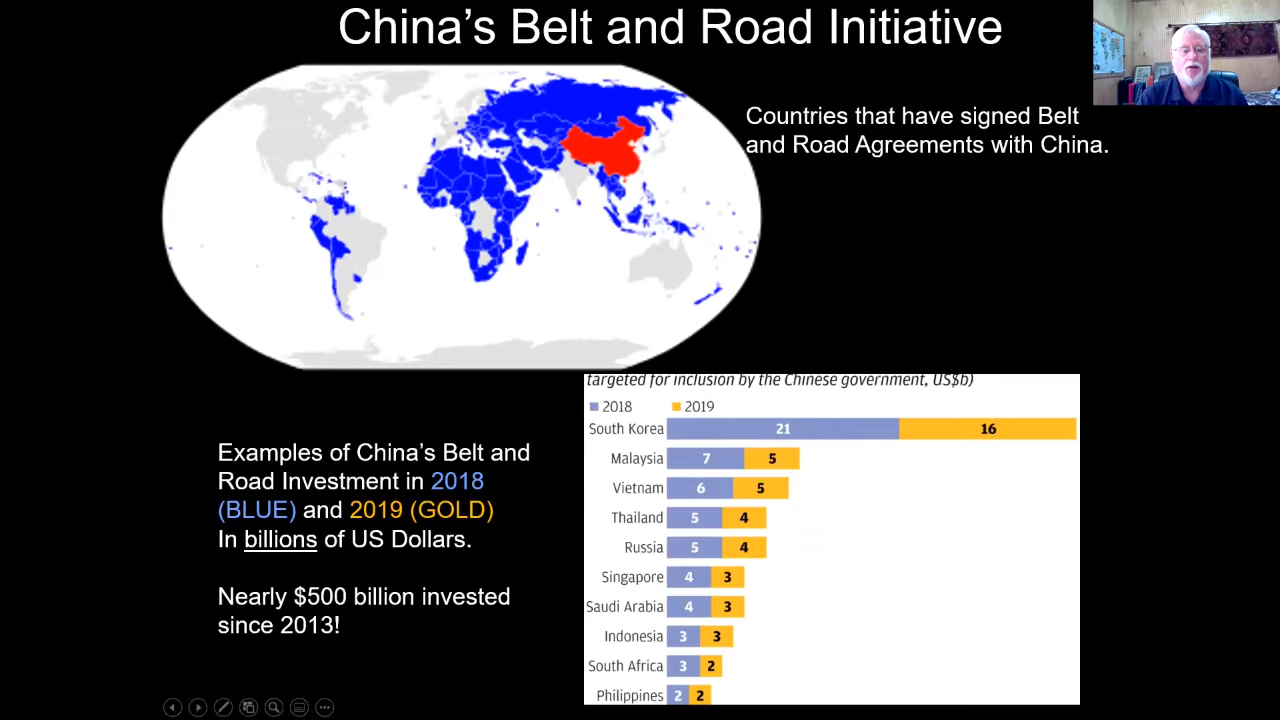 China's Belt and Road Initiative
Countries that have signed Belt
and Road Agreements with China.
targeted for inclusion by the Chinese government, US$b)
2018 2019
South Korea 21 16
Malaysia 7 5
Vietnam 6 5
Thailand 5 4
Russia 5 4
Singapore 4 3
Saudi Arabia 4 3
Indonesia 3 3
South Africa 3 2
Philippines 2 2
Examples of China's Belt and
Road Investment in 2018
(BLUE) and 2019 (GOLD)
In billions of US Dollars.
Nearly $500 billion invested
since 2013!